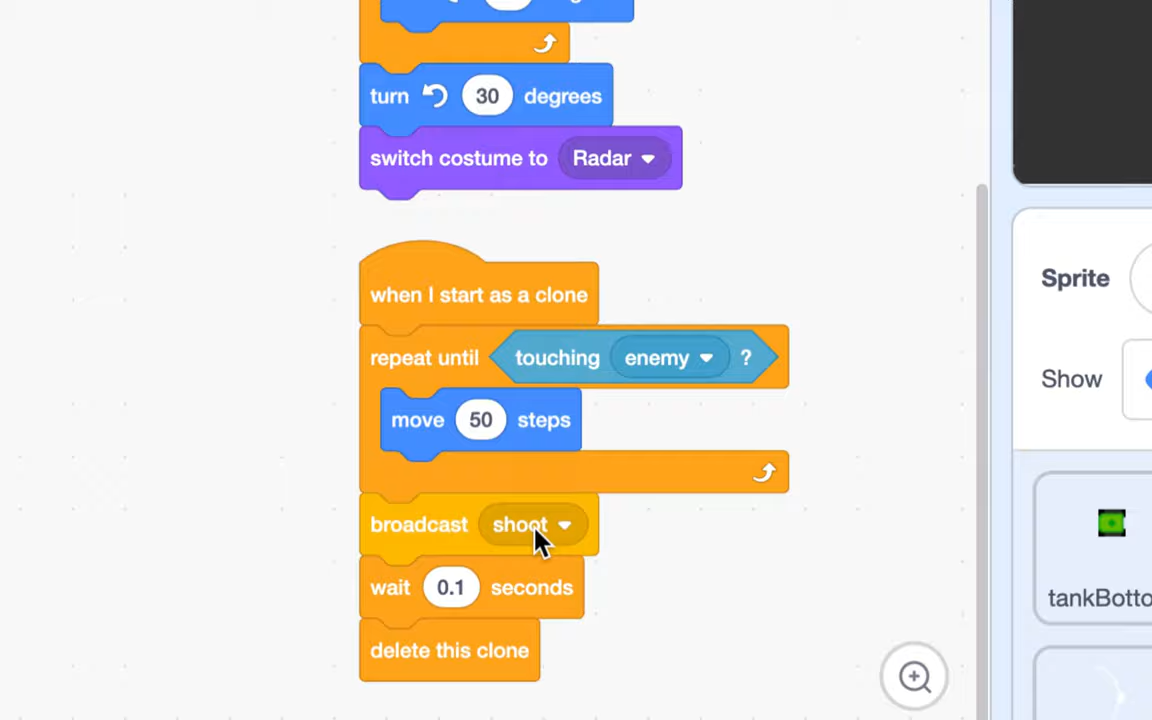 turn 30 degrees
switch costume to Radar
when I start as a clone
repeat until touching enemy ?
move 50 steps
broadcast shoot
wait 0.1 seconds
delete this clone
Sprite
Show
tankBotto